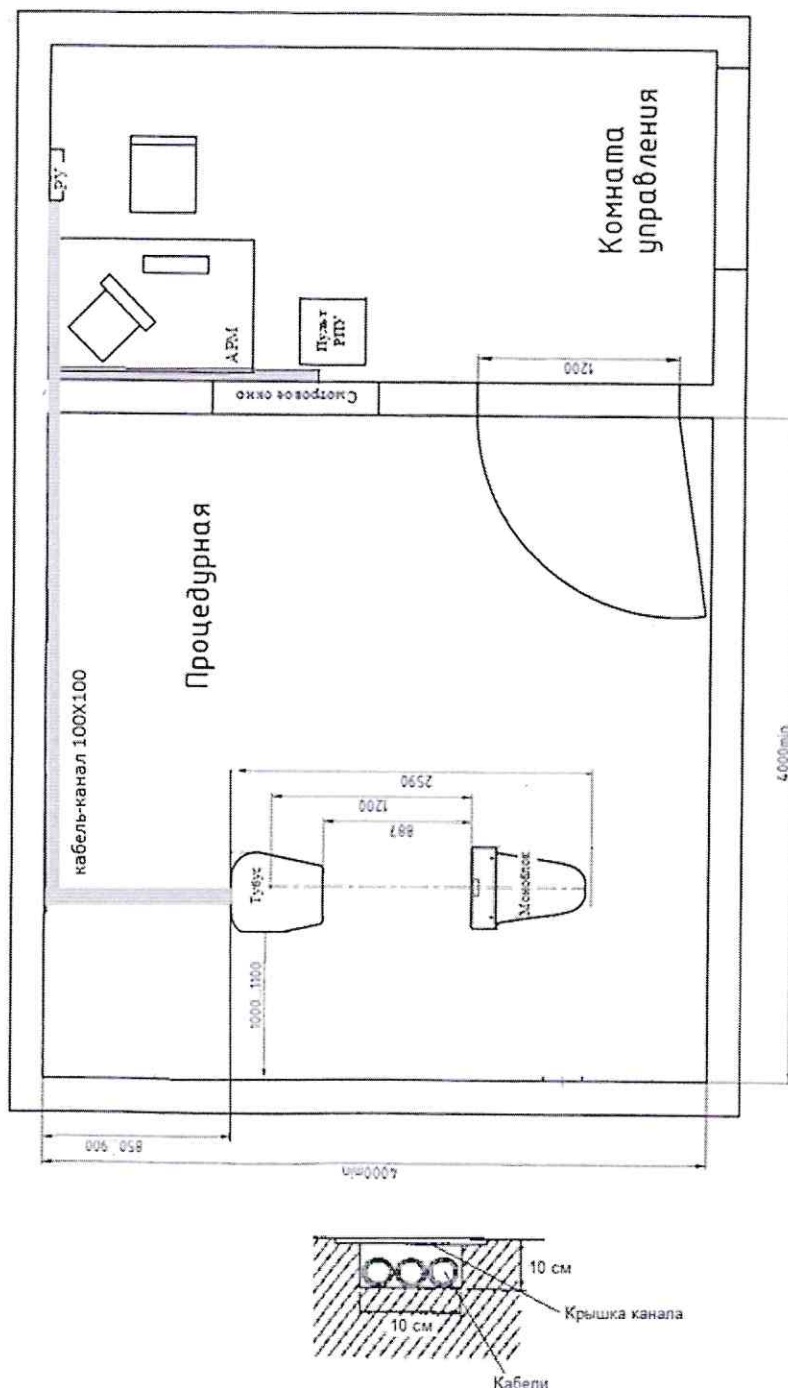 Комната
управления
РУ
АРМ
Пульт
РПУ
Смотровое окно
1200
Процедурная
кабель-канал 100X100
2590
1200
887
Тубус
Моноблок
1000...1100
4000min
850...900
4000min
10 см
10 см
Крышка канала
Кабели